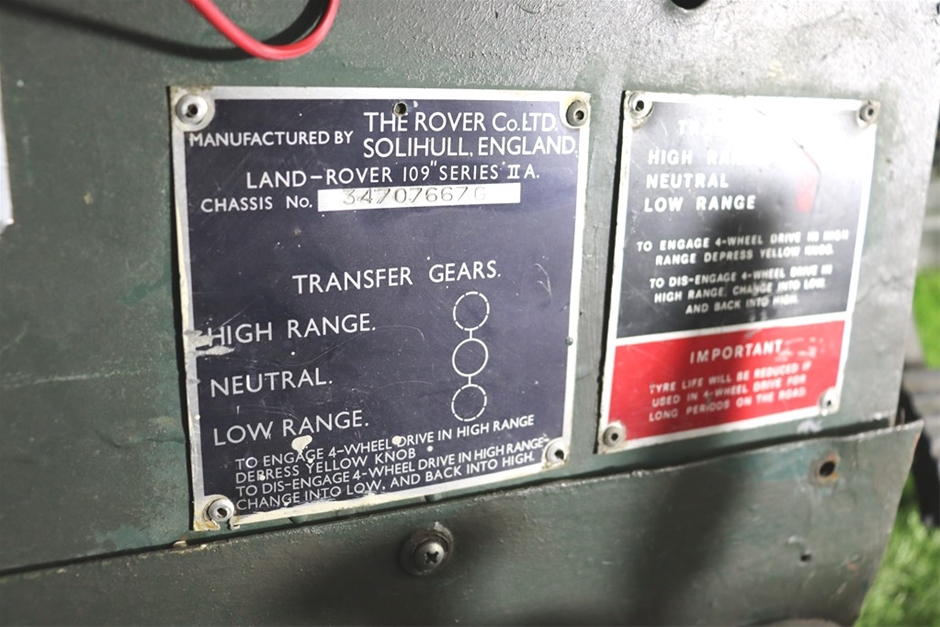 MANUFACTURED BY THE ROVER Co. LTD.
SOLIHULL, ENGLAND.
LAND-ROVER 109" SERIES II A.
CHASSIS No. 34707667G
TRANSFER GEARS.
HIGH RANGE.
NEUTRAL.
LOW RANGE.
TO ENGAGE 4-WHEEL DRIVE IN HIGH RANGE
DEPRESS YELLOW KNOB
TO DIS-ENGAGE 4-WHEEL DRIVE IN HIGH RANGE-
CHANGE INTO LOW, AND BACK INTO HIGH.
HIGH RANGE
NEUTRAL
LOW RANGE
TO ENGAGE 4-WHEEL DRIVE IN HIGH
RANGE DEPRESS YELLOW KNOB.
TO DIS-ENGAGE 4-WHEEL DRIVE IN
HIGH RANGE, CHANGE INTO LOW,
AND BACK INTO HIGH.
IMPORTANT
TYRE LIFE WILL BE REDUCED IF
USED IN 4-WHEEL DRIVE FOR
LONG PERIODS ON THE ROAD